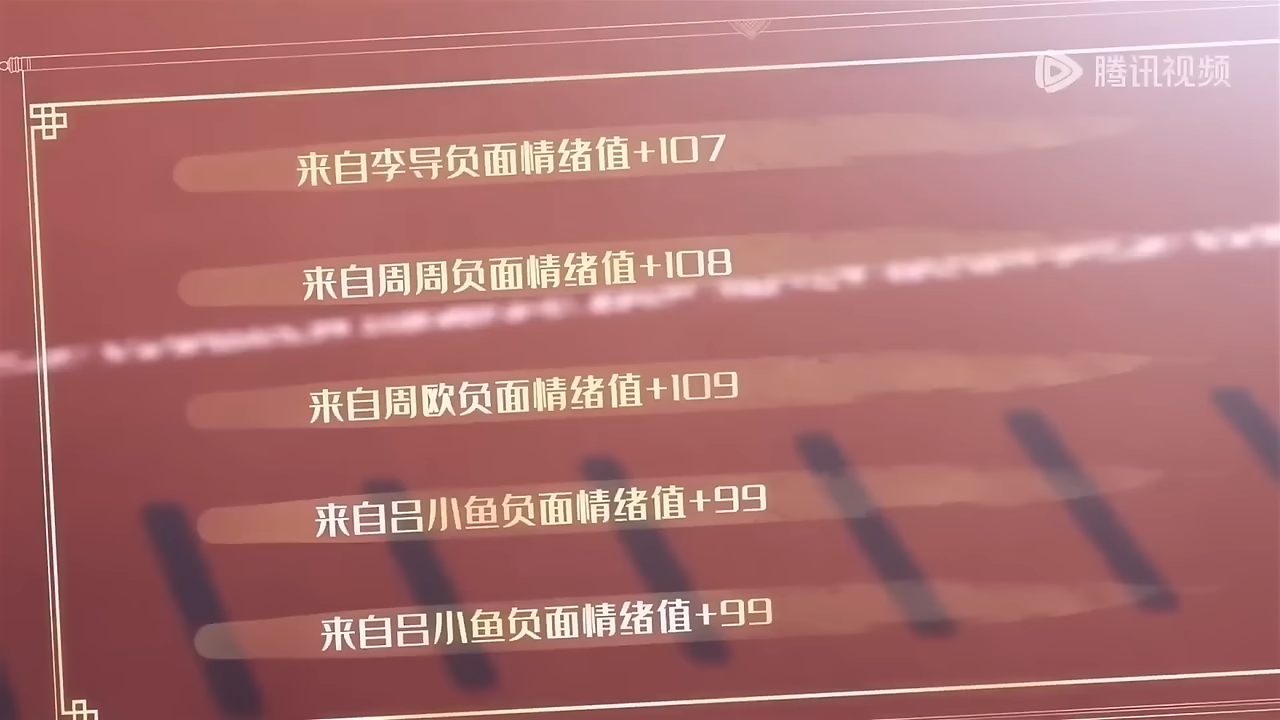 腾讯视频
来自李导负面情绪值+107
来自周周负面情绪值+108
来自周欧负面情绪值+109
来自吕小鱼负面情绪值+99
来自吕小鱼负面情绪值+99